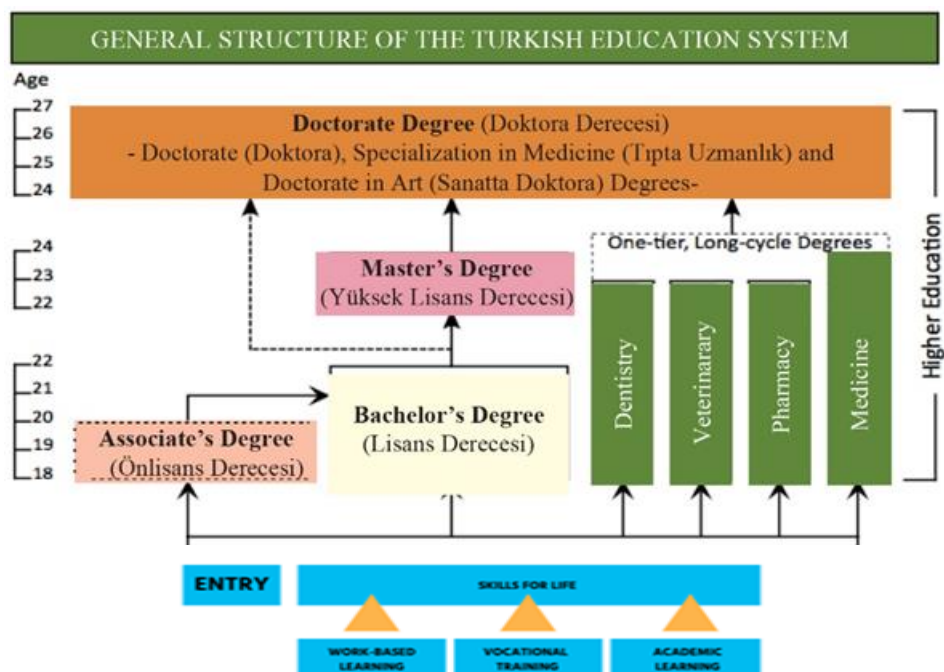 GENERAL STRUCTURE OF THE TURKISH EDUCATION SYSTEM
Age
27
26
25
24
Doctorate Degree (Doktora Derecesi)
- Doctorate (Doktora), Specialization in Medicine (Tıpta Uzmanlık) and
Doctorate in Art (Sanatta Doktora) Degrees-
24
23
22
Master's Degree
(Yüksek Lisans Derecesi)
One-tier, Long-cycle Degrees
22
21
20
19
18
Associate's Degree
(Önlisans Derecesi)
Bachelor's Degree
(Lisans Derecesi)
Dentistry
Veterinarary
Pharmacy
Medicine
Higher Education
ENTRY
SKILLS FOR LIFE
WORK-BASED
LEARNING
VOCATIONAL
TRAINING
ACADEMIC
LEARNING